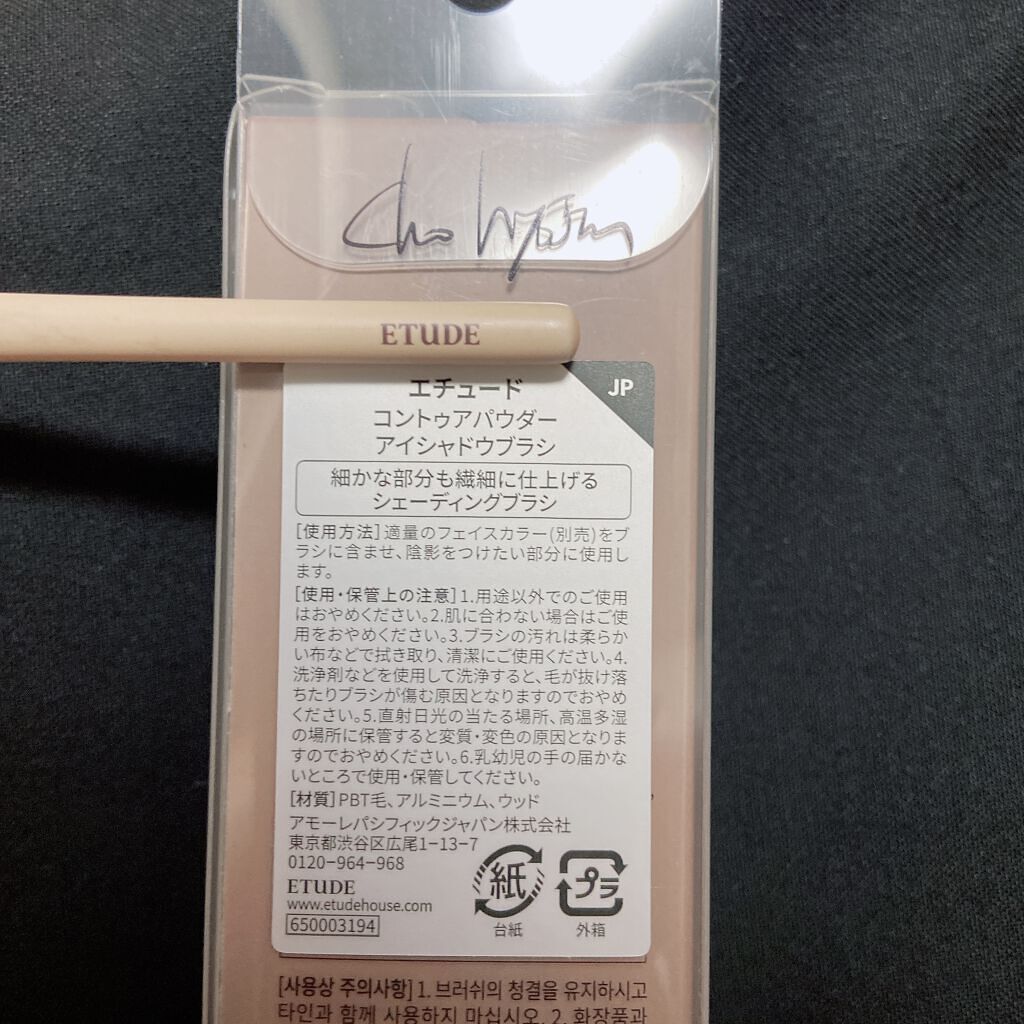 ETUDE
エチュード
JP
コントゥアパウダー
アイシャドウブラシ
細かな部分も繊細に仕上げる
シェーディングブラシ
[使用方法]適量のフェイスカラー(別売)をブ
ラシに含ませ、陰影をつけたい部分に使用し
ます。
[使用・保管上の注意]1.用途以外でのご使用
はおやめください。2.肌に合わない場合はご使
用をおやめください。3.ブラシの汚れは柔らか
い布などで拭き取り、清潔にご使用ください。4.
洗浄剤などを使用して洗浄すると、毛が抜け落
ちたりブラシが傷む原因となりますのでおやめ
ください。5.直射日光の当たる場所、高温多湿
の場所に保管すると変質・変色の原因となりま
すのでおやめください。6.乳幼児の手の届かな
いところで使用・保管してください。
[材質]PBT毛、アルミニウム、ウッド
アモーレパシフィックジャパン株式会社
東京都渋谷区広尾1-13-7
0120-964-968
ETUDE
www.etudehouse.com
650003194
紙
台紙
プラ
外箱
[사용상 주의사항] 1. 브러쉬의 청결을 유지하시고
타인과 함께 사용하지 마십시오. 2. 화장품과